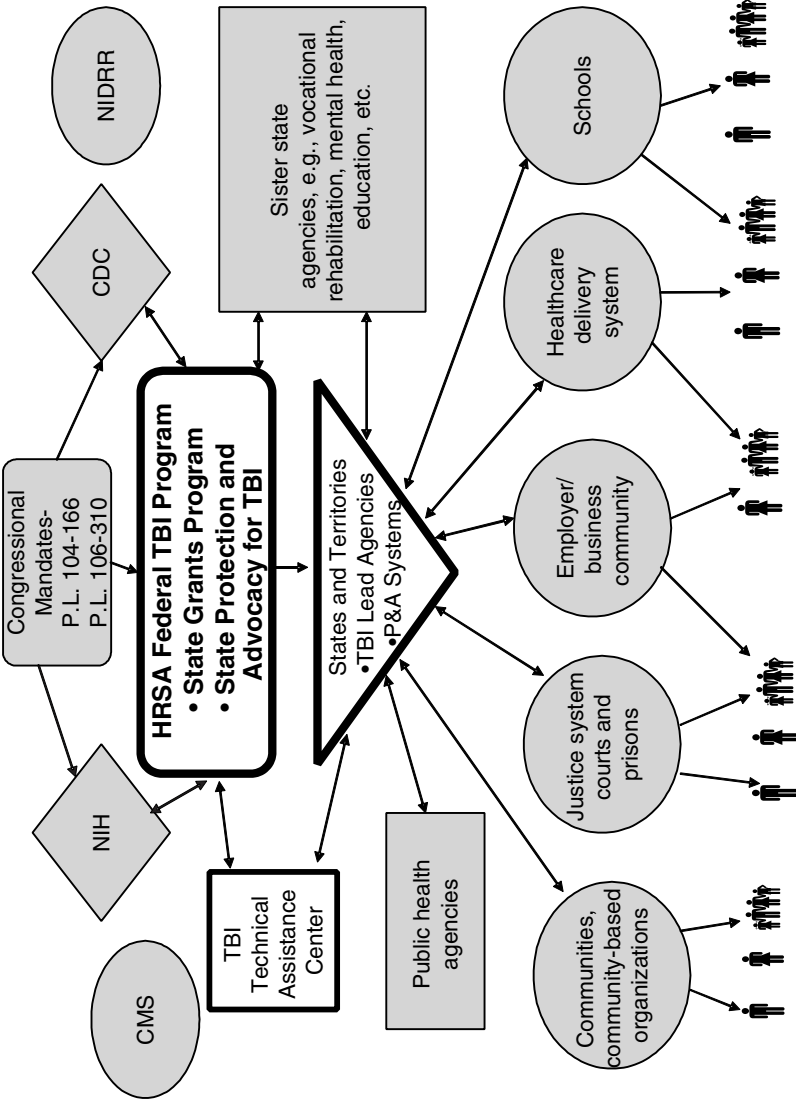 Congressional
Mandates-
P.L. 104-166
P.L. 106-310
CMS
NIH
CDC
NIDRR
HRSA Federal TBI Program
• State Grants Program
• State Protection and
Advocacy for TBI
TBI
Technical
Assistance
Center
Sister state
agencies, e.g., vocational
rehabilitation, mental health,
education, etc.
States and Territories
•TBI Lead Agencies
•P&A Systems
Public health
agencies
Communities,
community-based
organizations
Justice system
courts and
prisons
Employer/
business
community
Healthcare
delivery
system
Schools